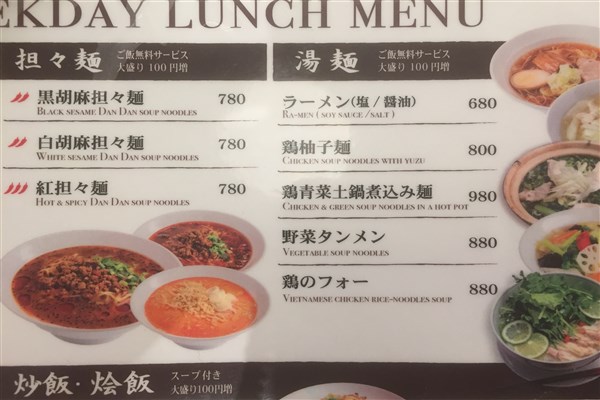 EKDAY LUNCH MENU
担々麺 ご飯無料サービス
大盛り 100円増
黒胡麻担々麺 780
BLACK SESAME DAN DAN SOUP NOODLES
白胡麻担々麺 780
WHITE SESAME DAN DAN SOUP NOODLES
紅担々麺 780
HOT & SPICY DAN DAN SOUP NOODLES
湯麺 ご飯無料サービス
大盛り 100円増
ラーメン(塩/醤油) 680
RA-MEN ( SOY SAUCE /SALT )
鶏柚子麺 800
CHICKEN SOUP NOODLES WITH YUZU
鶏青菜土鍋煮込み麺 980
CHICKEN & GREEN SOUP NOODLES IN A HOT POT
野菜タンメン 880
VEGETABLE SOUP NOODLES
鶏のフォー 880
VIETNAMESE CHICKEN RICE-NOODLES SOUP
炒飯・烩飯 スープ付き
大盛り100円増